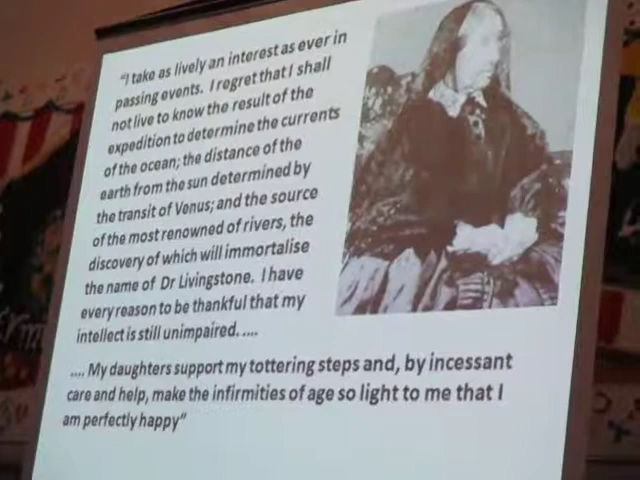 "I take as lively an interest as ever in
passing events. I regret that I shall
not live to know the result of the
expedition to determine the currents
of the ocean; the distance of the
earth from the sun determined by
the transit of Venus; and the source
of the most renowned of rivers, the
discovery of which will immortalise
the name of Dr Livingstone. I have
every reason to be thankful that my
intellect is still unimpaired. ....
.... My daughters support my tottering steps and, by incessant
care and help, make the infirmities of age so light to me that I
am perfectly happy"